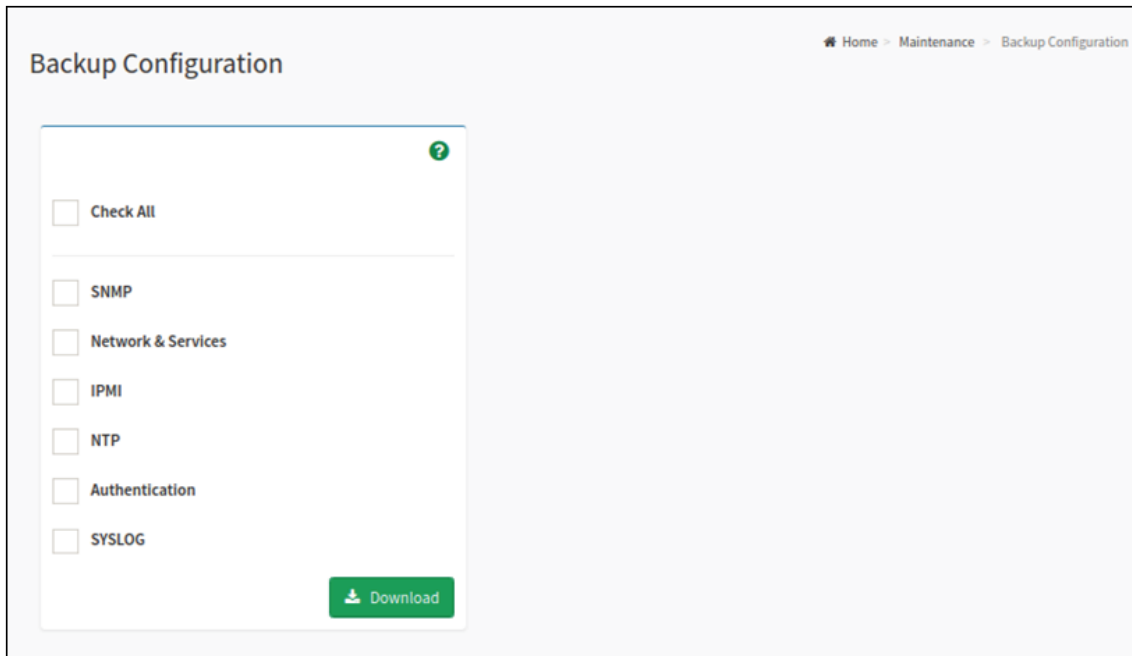 Home > Maintenance > Backup Configuration
Backup Configuration
?
Check All
SNMP
Network & Services
IPMI
NTP
Authentication
SYSLOG
Download